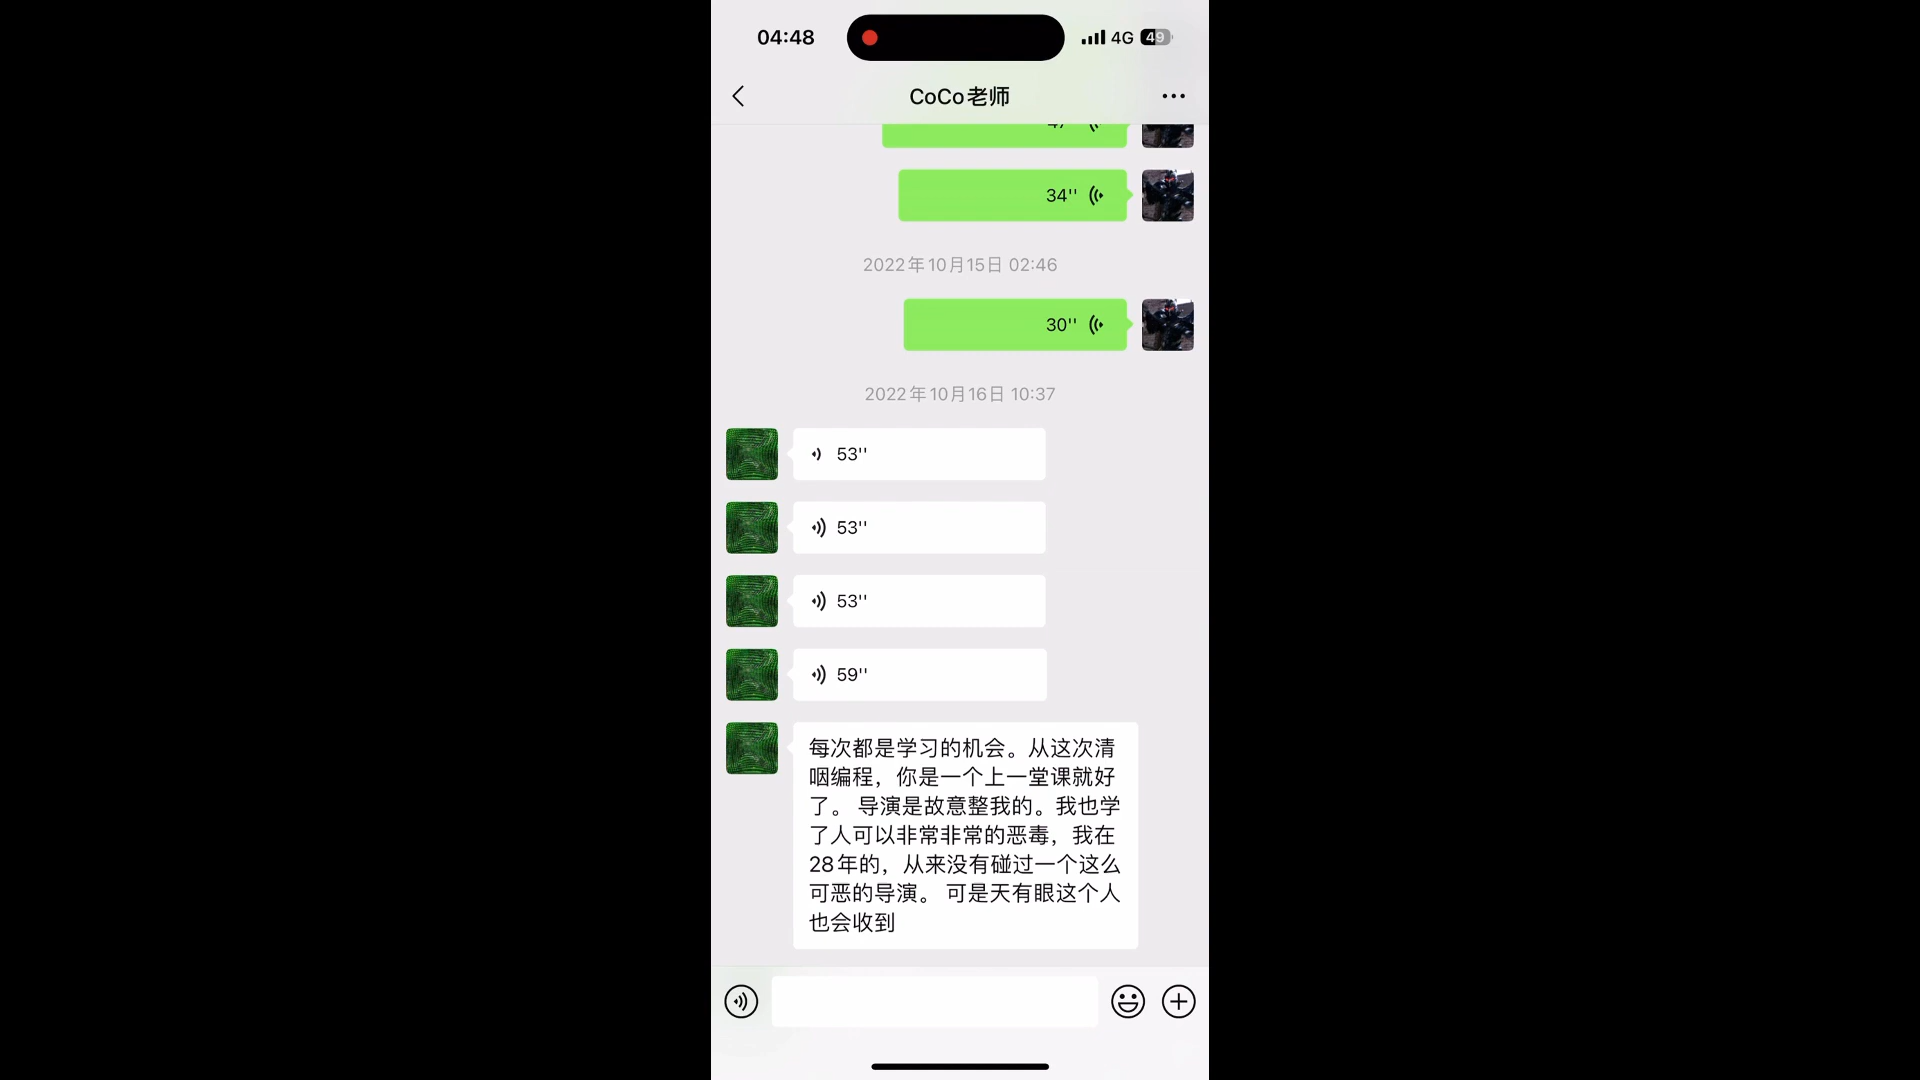 04:48
4G
49
CoCo老师
34''
2022年10月15日 02:46
30''
2022年10月16日 10:37
53''
53''
53''
59''
每次都是学习的机会。从这次清
咽编程，你是一个上一堂课就好
了。 导演是故意整我的。我也学
了人可以非常非常的恶毒，我在
28年的，从来没有碰过一个这么
可恶的导演。 可是天有眼这个人
也会收到